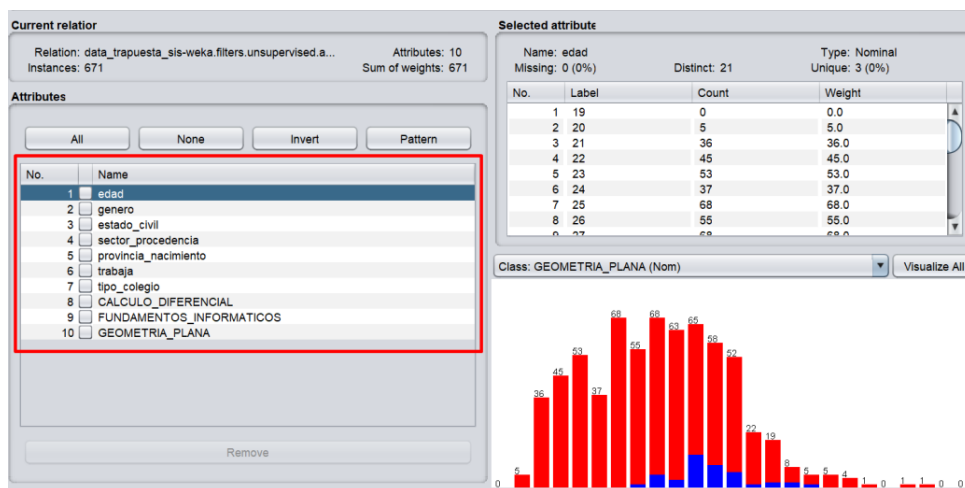 Current relatior
Relation: data_trapuesta_sis-weka.filters.unsupervised.a... Attributes: 10
Instances: 671 Sum of weights: 671
Attributes
All None Invert Pattern
No. Name
1 edad
2 genero
3 estado_civil
4 sector_procedencia
5 provincia_nacimiento
6 trabaja
7 tipo_colegio
8 CALCULO_DIFERENCIAL
9 FUNDAMENTOS_INFORMATICOS
10 GEOMETRIA_PLANA
Remove
Selected attribute
Name: edad Type: Nominal
Missing: 0 (0%) Distinct: 21 Unique: 3 (0%)
No. Label Count Weight
1 19 0 0.0
2 20 5 5.0
3 21 36 36.0
4 22 45 45.0
5 23 53 53.0
6 24 37 37.0
7 25 68 68.0
8 26 55 55.0
9 27 68 68.0
Class: GEOMETRIA_PLANA (Nom) Visualize All
0 5 36 45 53 37 68 55 68 63 65 58 52 22 19 8 5 5 4 1 0 1 1 0 0